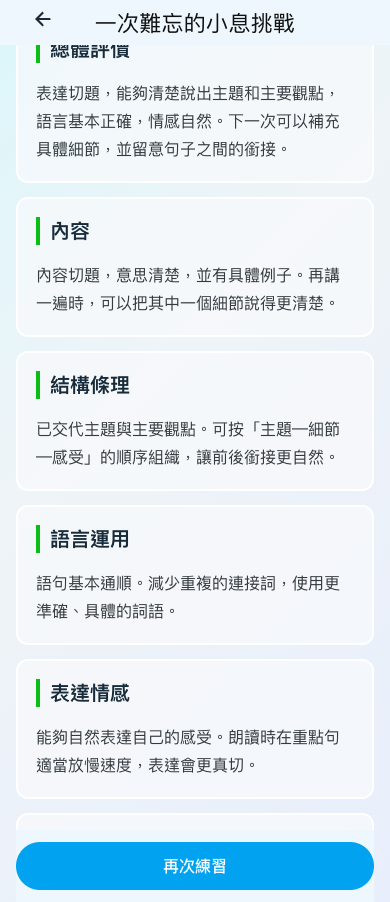 一次難忘的小息挑戰
總體評價
表達切題，能夠清楚說出主題和主要觀點，
語言基本正確，情感自然。下一次可以補充
具體細節，並留意句子之間的銜接。
內容
內容切題，意思清楚，並有具體例子。再講
一遍時，可以把其中一個細節說得更清楚。
結構條理
已交代主題與主要觀點。可按「主題—細節
—感受」的順序組織，讓前後銜接更自然。
語言運用
語句基本通順。減少重複的連接詞，使用更
準確、具體的詞語。
表達情感
能夠自然表達自己的感受。朗讀時在重點句
適當放慢速度，表達會更真切。
再次練習